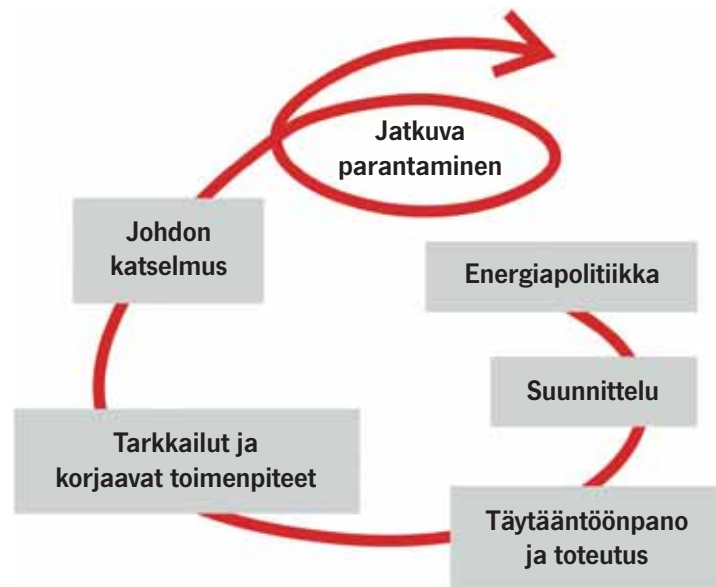 Jatkuva
parantaminen
Johdon
katselmus
Energiapolitiikka
Suunnittelu
Tarkkailut ja
korjaavat toimenpiteet
Täytääntöönpano
ja toteutus